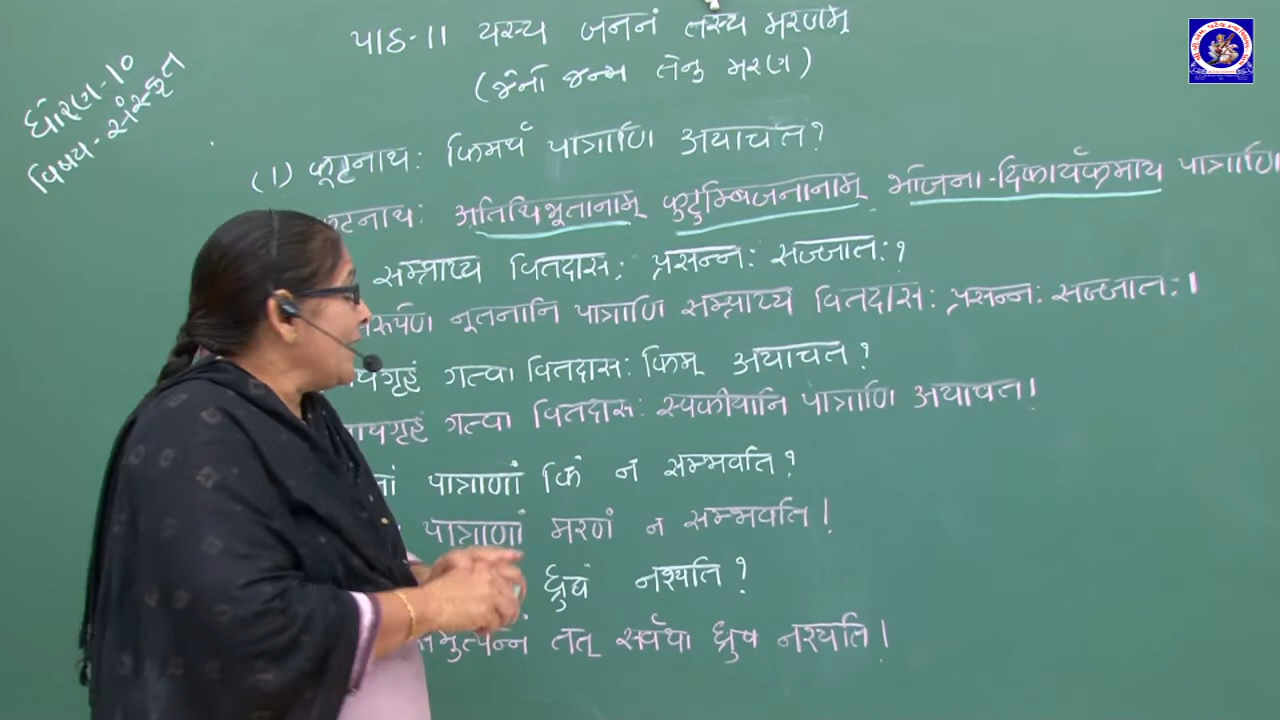 ધોરણ-૧૦
વિષય-સંસ્કૃત
પાઠ-11 यस्य जननं तस्य मरणम्
(જેનો જન્મ તેનુ મરણ)
(1) कूटनाथ: किमर्थं पात्राणि अयाचत?
कूटनाथ: अतिथिभूतानाम् कुटुम्बिजनानाम् भोजना-दिकार्यक्रमाय पात्राणि
सम्प्राप्य वित्तदास: प्रसन्न: सञ्जात:?
नूतनानि पात्राणि सम्प्राप्य वित्तदास: प्रसन्न: सञ्जात:।
गत्वा वित्तदास: किम् अयाचत?
गत्वा वित्तदास: स्वकीयानि पात्राणि अयाचत।
पात्राणां किं न सम्भवति?
पात्राणां मरणं न सम्भवति।
ध्रुवं नश्यति?
समुत्पन्नं तत् सर्वथा ध्रुवं नश्यति।